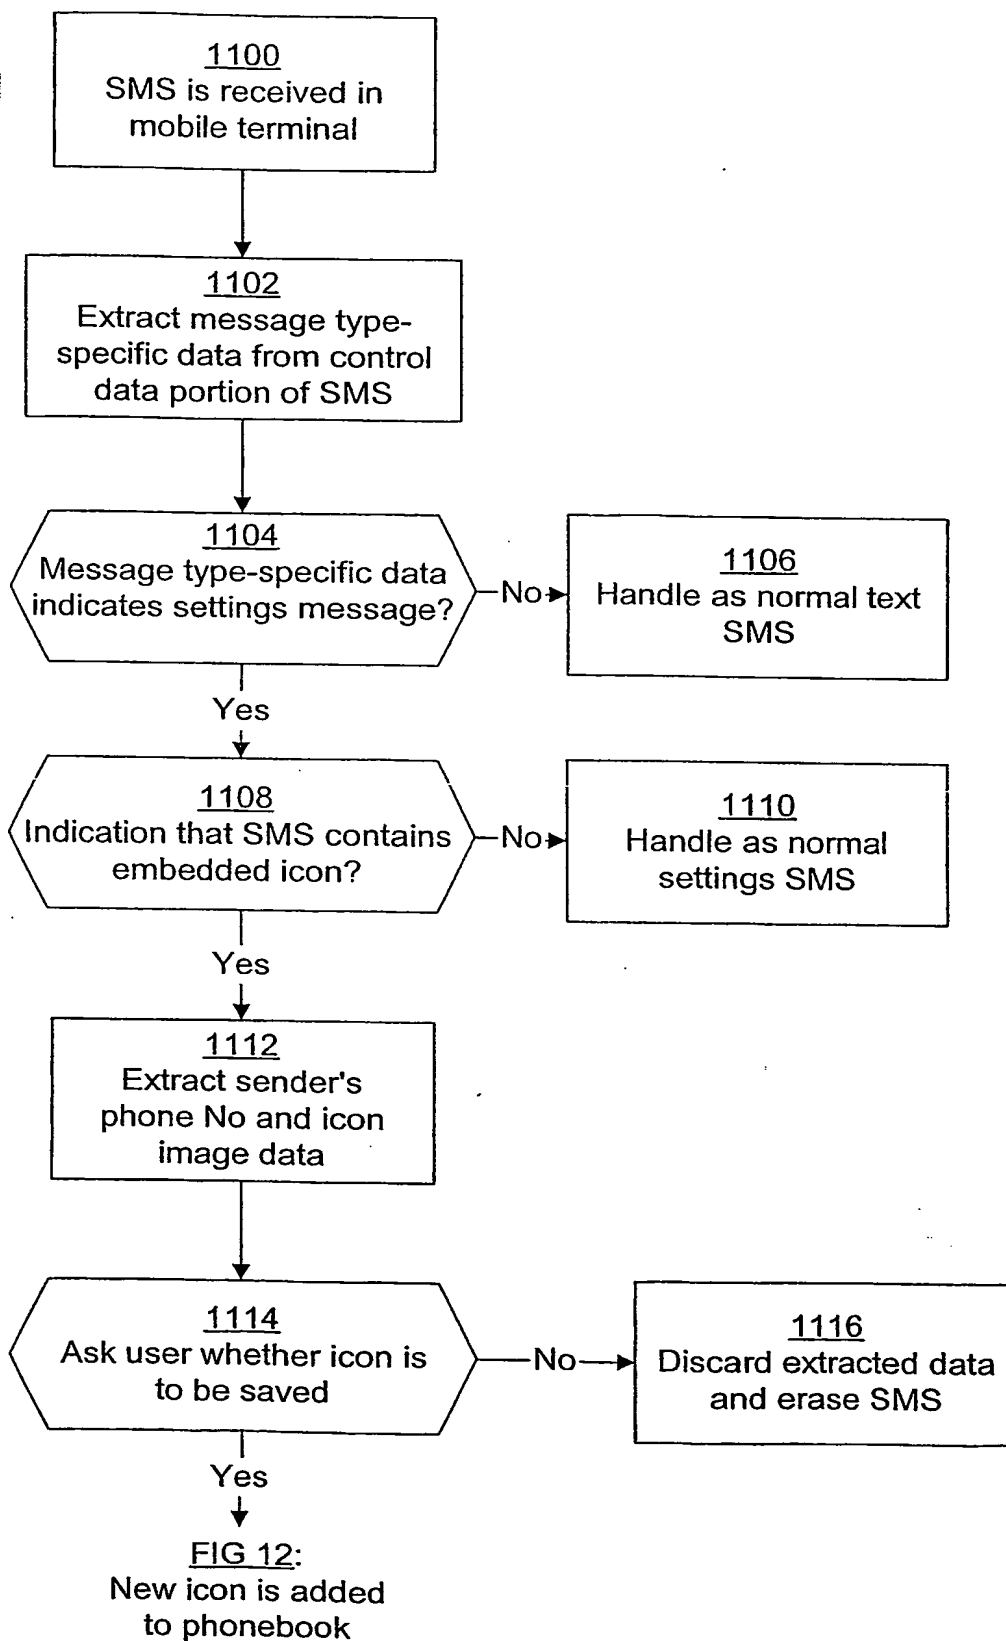 1100
SMS is received in
mobile terminal
1102
Extract message type-
specific data from control
data portion of SMS
1104
Message type-specific data
indicates settings message?
No
1106
Handle as normal text
SMS
Yes
1108
Indication that SMS contains
embedded icon?
No
1110
Handle as normal
settings SMS
Yes
1112
Extract sender's
phone No and icon
image data
1114
Ask user whether icon is
to be saved
No
1116
Discard extracted data
and erase SMS
Yes
FIG 12:
New icon is added
to phonebook